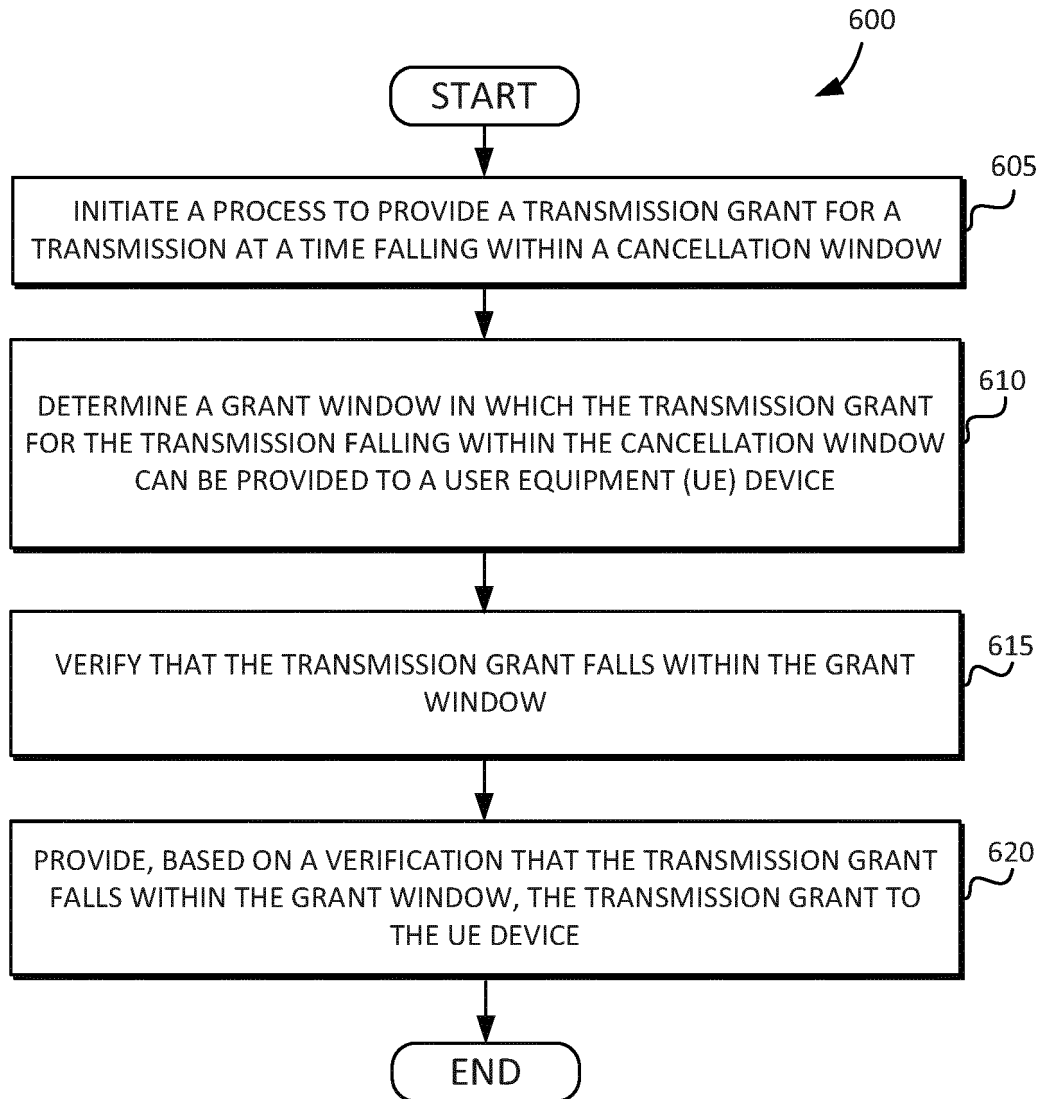 600
START
605
INITIATE A PROCESS TO PROVIDE A TRANSMISSION GRANT FOR A
TRANSMISSION AT A TIME FALLING WITHIN A CANCELLATION WINDOW
610
DETERMINE A GRANT WINDOW IN WHICH THE TRANSMISSION GRANT
FOR THE TRANSMISSION FALLING WITHIN THE CANCELLATION WINDOW
CAN BE PROVIDED TO A USER EQUIPMENT (UE) DEVICE
615
VERIFY THAT THE TRANSMISSION GRANT FALLS WITHIN THE GRANT
WINDOW
620
PROVIDE, BASED ON A VERIFICATION THAT THE TRANSMISSION GRANT
FALLS WITHIN THE GRANT WINDOW, THE TRANSMISSION GRANT TO
THE UE DEVICE
END